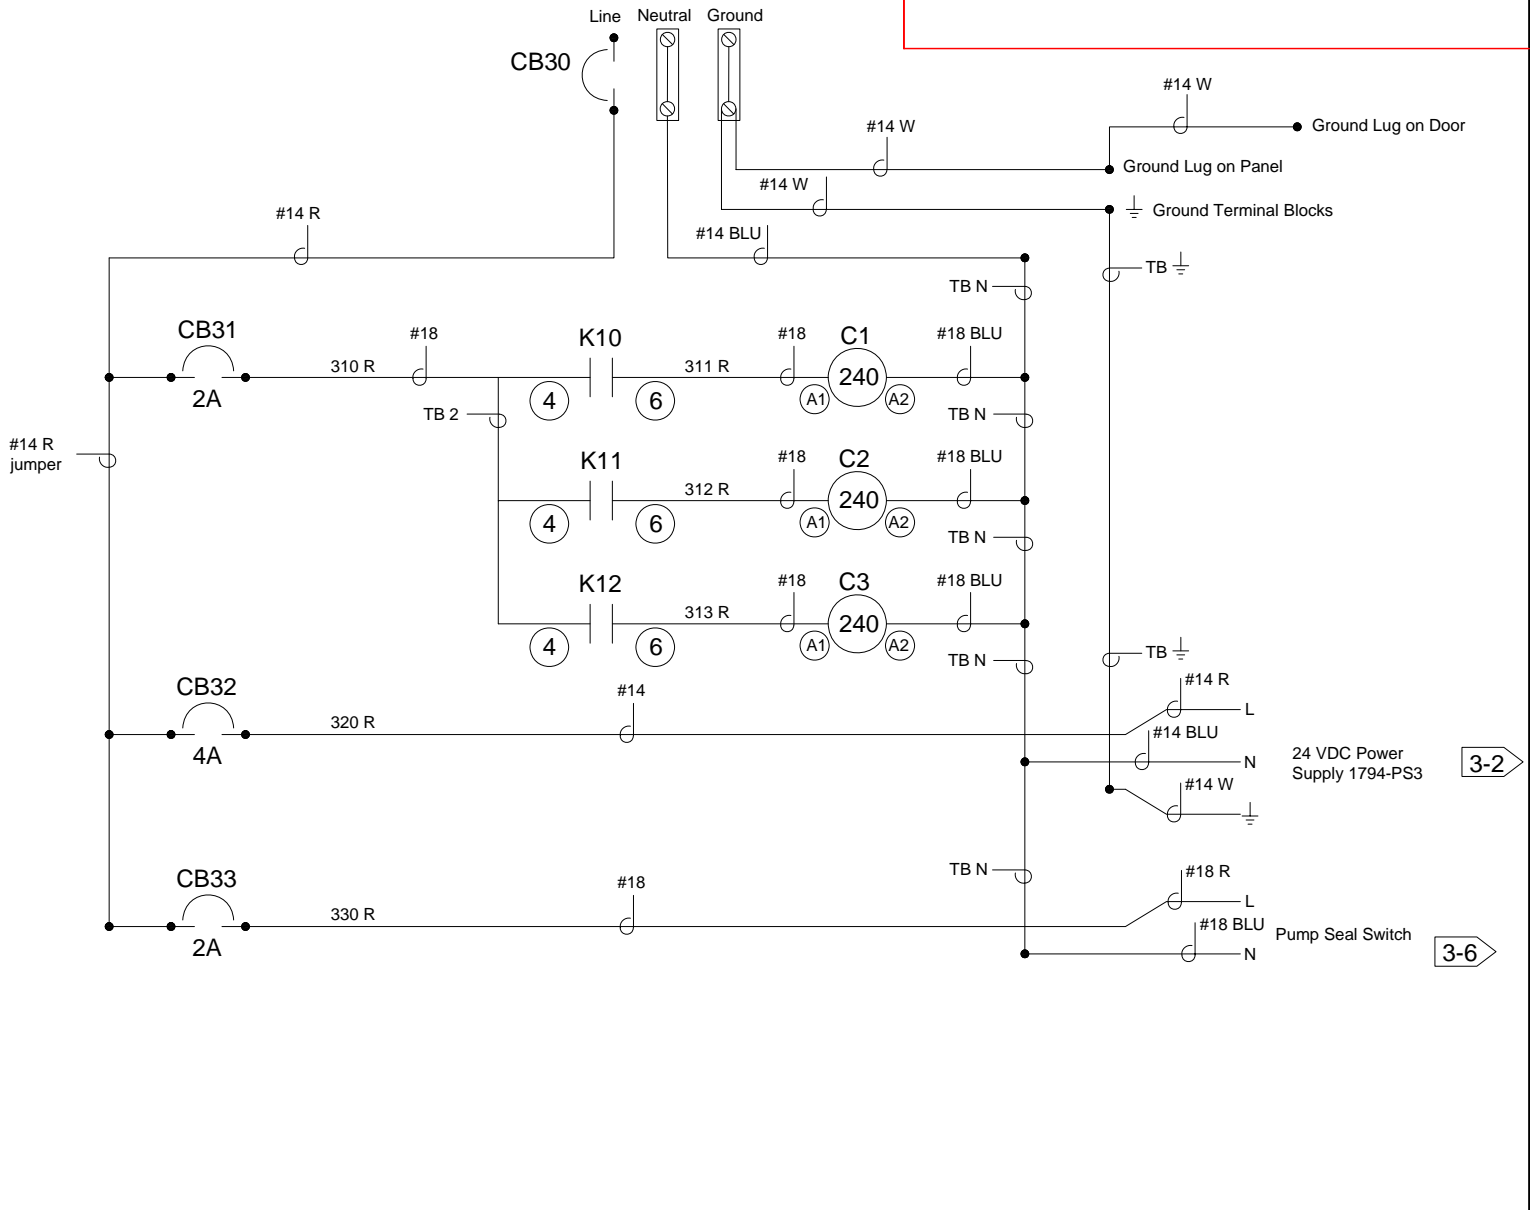 Line Neutral Ground
CB30
#14 W
#14 W
Ground Lug on Door
Ground Lug on Panel
#14 W
Ground Terminal Blocks
#14 R
#14 BLU
TB
TB N
CB31
2A
310 R
#18
K10
4
6
311 R
#18
C1
240
A1
A2
#18 BLU
TB 2
TB N
#14 R
jumper
K11
4
6
312 R
#18
C2
240
A1
A2
#18 BLU
TB N
K12
4
6
313 R
#18
C3
240
A1
A2
#18 BLU
TB N
TB
CB32
4A
320 R
#14
#14 R
L
#14 BLU
N
24 VDC Power
Supply 1794-PS3
3-2
#14 W
CB33
2A
330 R
#18
TB N
#18 R
L
#18 BLU
N
Pump Seal Switch
3-6